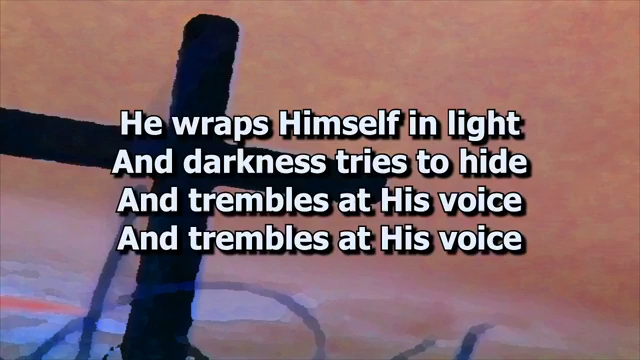 He wraps Himself in light
And darkness tries to hide
And trembles at His voice
And trembles at His voice